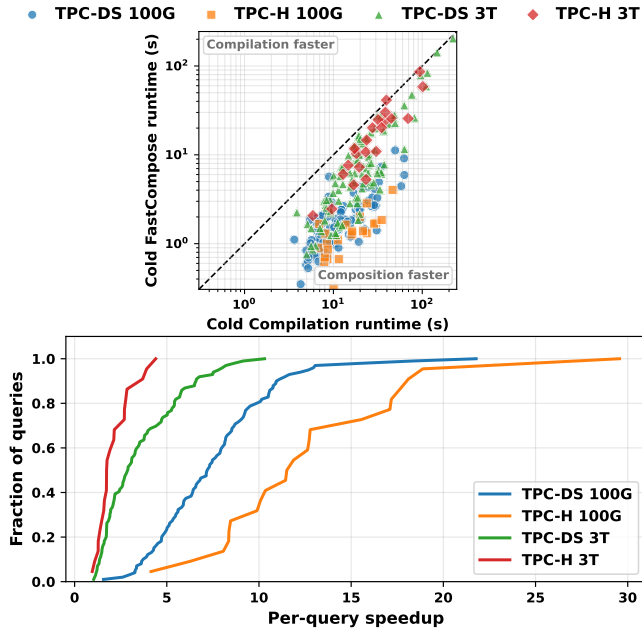 TPC-DS 100G TPC-H 100G TPC-DS 3T TPC-H 3T
Compilation faster
10²
10¹
10⁰
Cold FastCompose runtime (s)
Composition faster
10⁰ 10¹ 10²
Cold Compilation runtime (s)
1.0
0.8
0.6
0.4
0.2
0.0
Fraction of queries
TPC-DS 100G
TPC-H 100G
TPC-DS 3T
TPC-H 3T
0 5 10 15 20 25 30
Per-query speedup